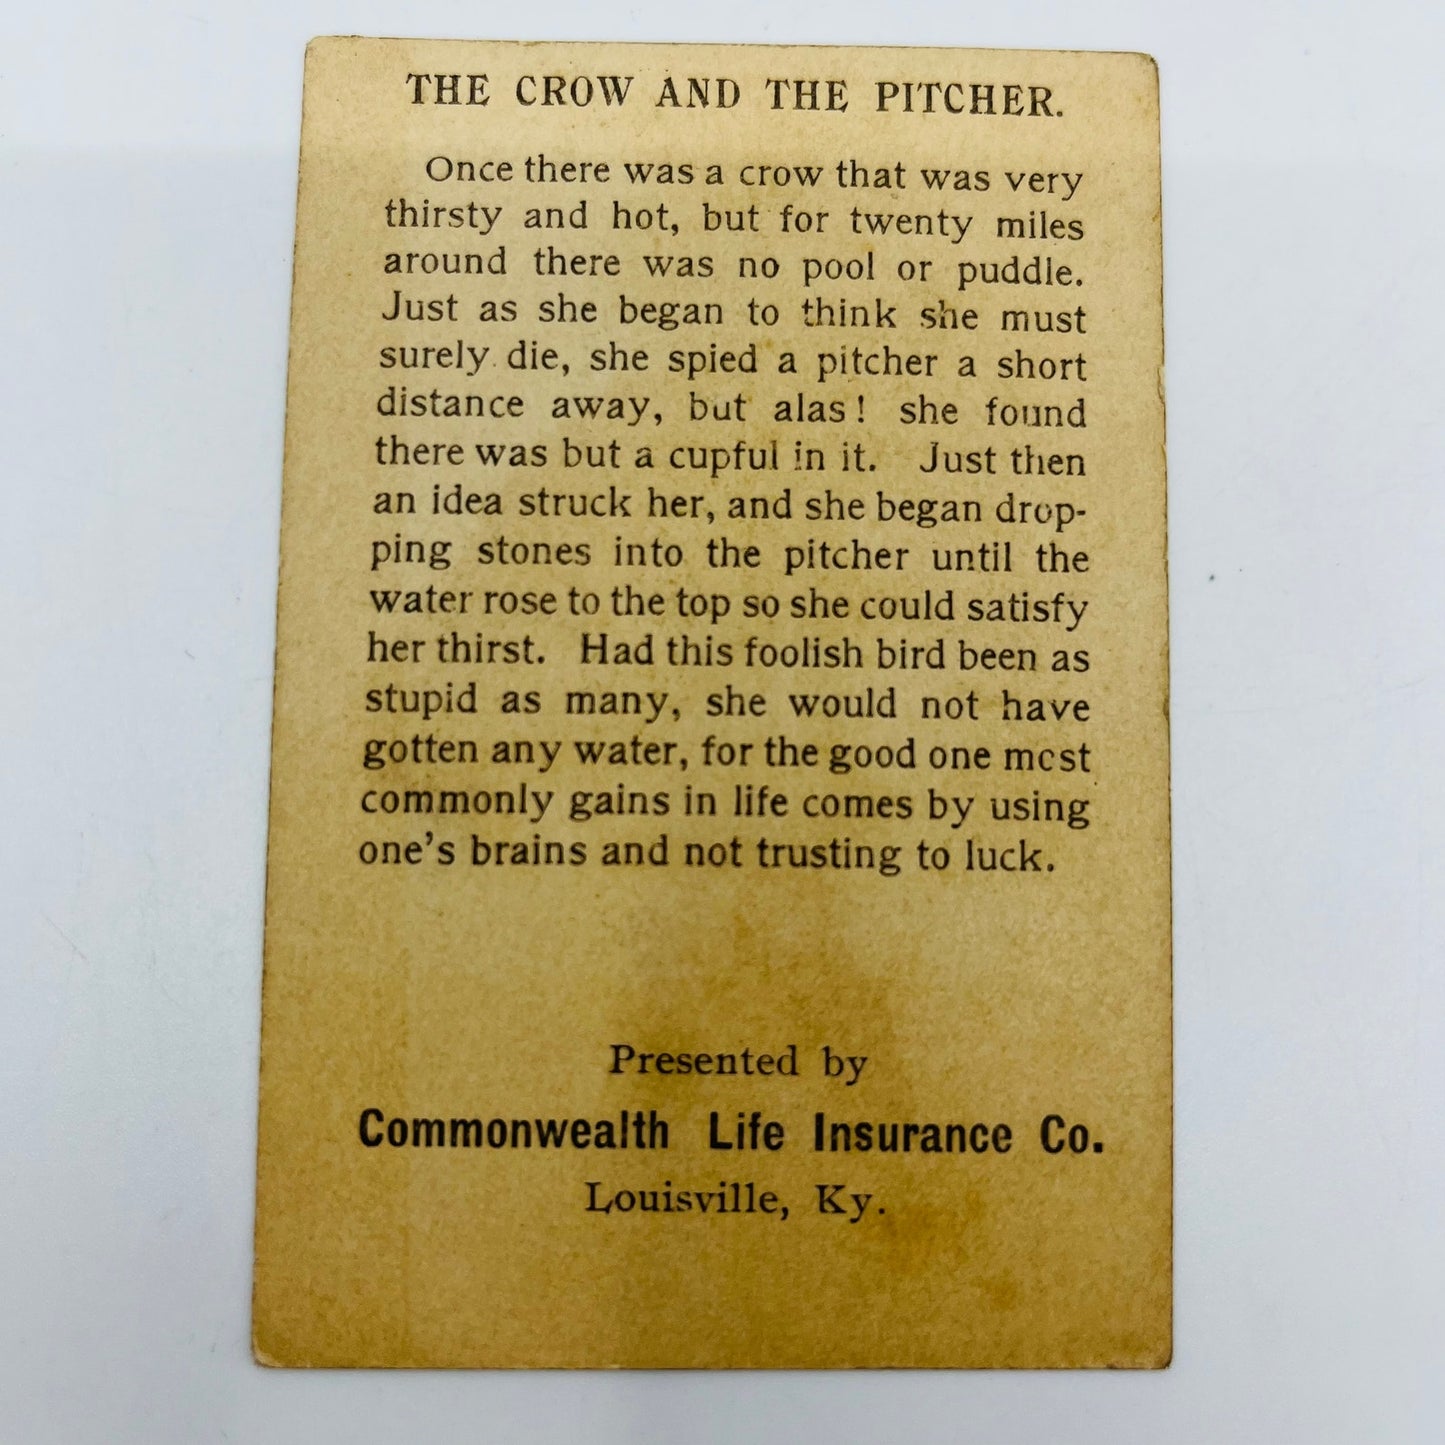 THE CROW AND THE PITCHER.
Once there was a crow that was very
thirsty and hot, but for twenty miles
around there was no pool or puddle.
Just as she began to think she must
surely die, she spied a pitcher a short
distance away, but alas! she found
there was but a cupful in it. Just then
an idea struck her, and she began drop-
ping stones into the pitcher until the
water rose to the top so she could satisfy
her thirst. Had this foolish bird been as
stupid as many, she would not have
gotten any water, for the good one most
commonly gains in life comes by using
one's brains and not trusting to luck.
Presented by
Commonwealth Life Insurance Co.
Louisville, Ky.